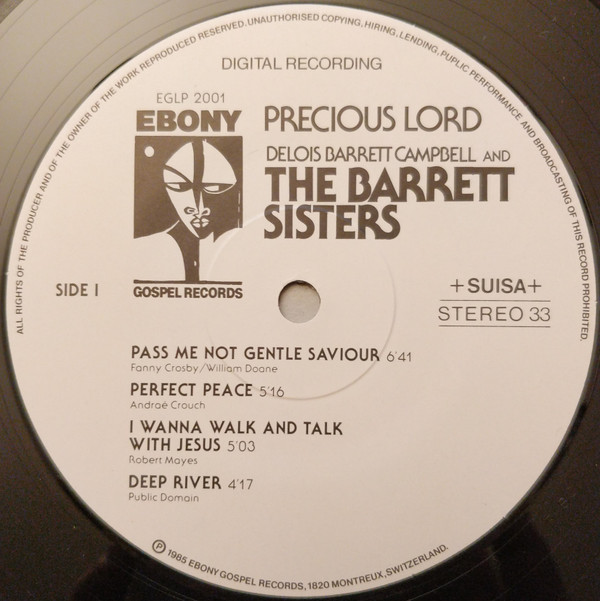 ALL RIGHTS OF THE PRODUCER AND OF THE OWNER OF THE WORK REPRODUCED RESERVED. UNAUTHORISED COPYING, HIRING, LENDING, PUPLIC PERFORMANCE AND BROADCASTING OF THIS RECORD PROHIBITED.
DIGITAL RECORDING
EGLP 2001
EBONY
GOSPEL RECORDS
PRECIOUS LORD
DELOIS BARRETT CAMPBELL AND
THE BARRETT
SISTERS
SIDE I
+SUISA+
STEREO 33
PASS ME NOT GENTLE SAVIOUR 6'41
Fanny Crosby/William Doane
PERFECT PEACE 5'16
Andraé Crouch
I WANNA WALK AND TALK
WITH JESUS 5'03
Robert Mayes
DEEP RIVER 4'17
Public Domain
℗ 1985 EBONY GOSPEL RECORDS, 1820 MONTREUX, SWITZERLAND.